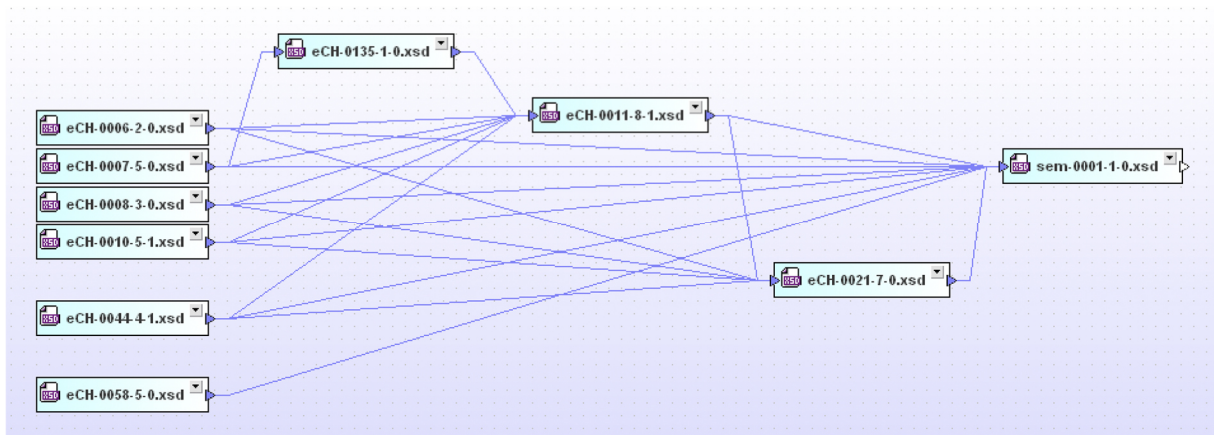 eCH-0135-1-0.xsd
eCH-0011-8-1.xsd
eCH-0006-2-0.xsd
eCH-0007-5-0.xsd
sem-0001-1-0.xsd
eCH-0008-3-0.xsd
eCH-0010-5-1.xsd
eCH-0021-7-0.xsd
eCH-0044-4-1.xsd
eCH-0058-5-0.xsd